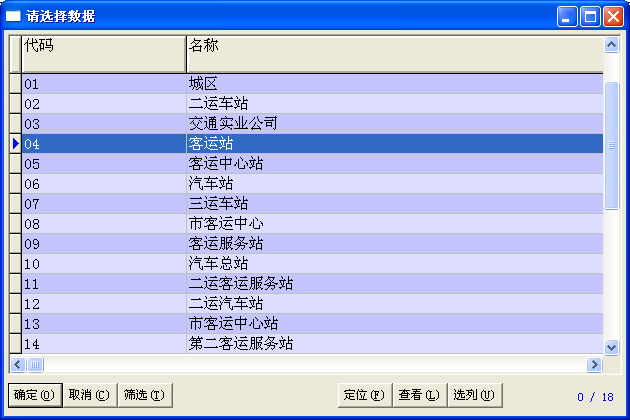 请选择数据
代码 名称
01 城区
02 二运车站
03 交通实业公司
04 客运站
05 客运中心站
06 汽车站
07 三运车站
08 市客运中心
09 客运服务站
10 汽车总站
11 二运客运服务站
12 二运汽车站
13 市客运中心站
14 第二客运服务站
确定(O) 取消(C) 筛选(T) 定位(F) 查看(L) 选列(U) 0 / 18